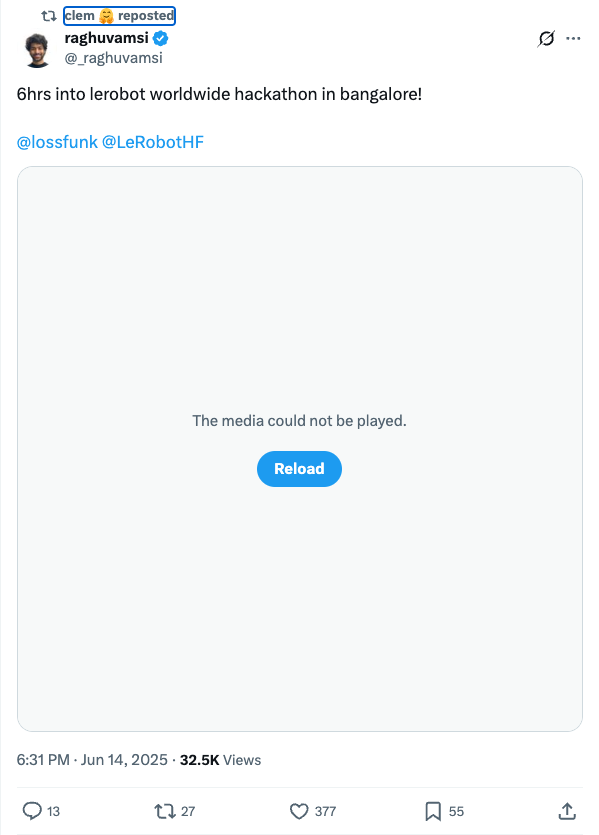 clem 🤗 reposted
raghuvamsi
@_raghuvamsi
6hrs into lerobot worldwide hackathon in bangalore!
@lossfunk @LeRobotHF
The media could not be played.
Reload
6:31 PM · Jun 14, 2025 · 32.5K Views
13 27 377 55